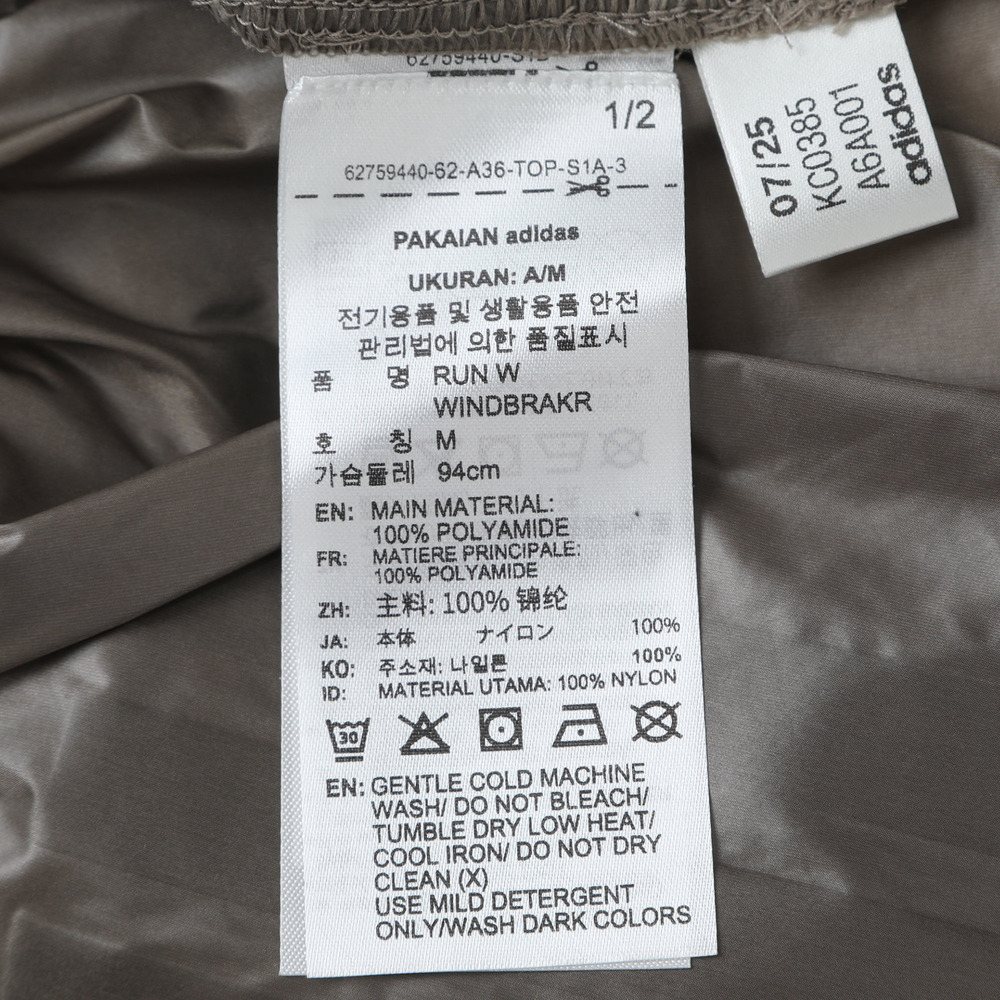 62759440-S1B
1/2
62759440-62-A36-TOP-S1A-3
PAKAIAN adidas
UKURAN: A/M
전기용품 및 생활용품 안전
관리법에 의한 품질표시
품 명 RUN W
WINDBRAKR
호 칭 M
가슴둘레 94cm
EN: MAIN MATERIAL:
100% POLYAMIDE
FR: MATIERE PRINCIPALE:
100% POLYAMIDE
ZH: 主料: 100% 锦纶
JA: 本体 ナイロン 100%
KO: 주소재: 나일론 100%
ID: MATERIAL UTAMA: 100% NYLON
30
EN: GENTLE COLD MACHINE
WASH/ DO NOT BLEACH/
TUMBLE DRY LOW HEAT/
COOL IRON/ DO NOT DRY
CLEAN (X)
USE MILD DETERGENT
ONLY/WASH DARK COLORS
07/25
KC0385
A6A001
adidas